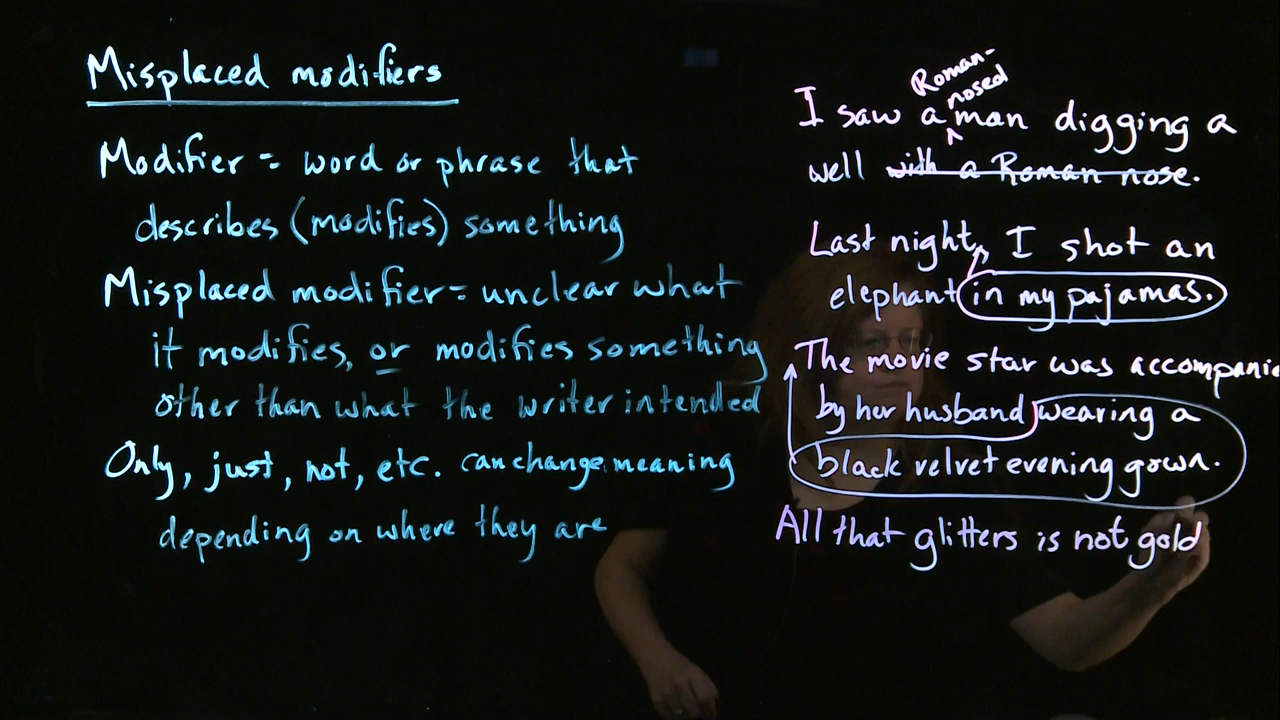 Misplaced modifiers
Modifier = word or phrase that
describes (modifies) something
Misplaced modifier = unclear what
it modifies, or modifies something
other than what the writer intended
Only, just, not, etc. can change meaning
depending on where they are
Roman-
nosed
I saw a man digging a
well with a Roman nose.
Last night, I shot an
elephant in my pajamas.
The movie star was accompanie
by her husband wearing a
black velvet evening gown.
All that glitters is not gold